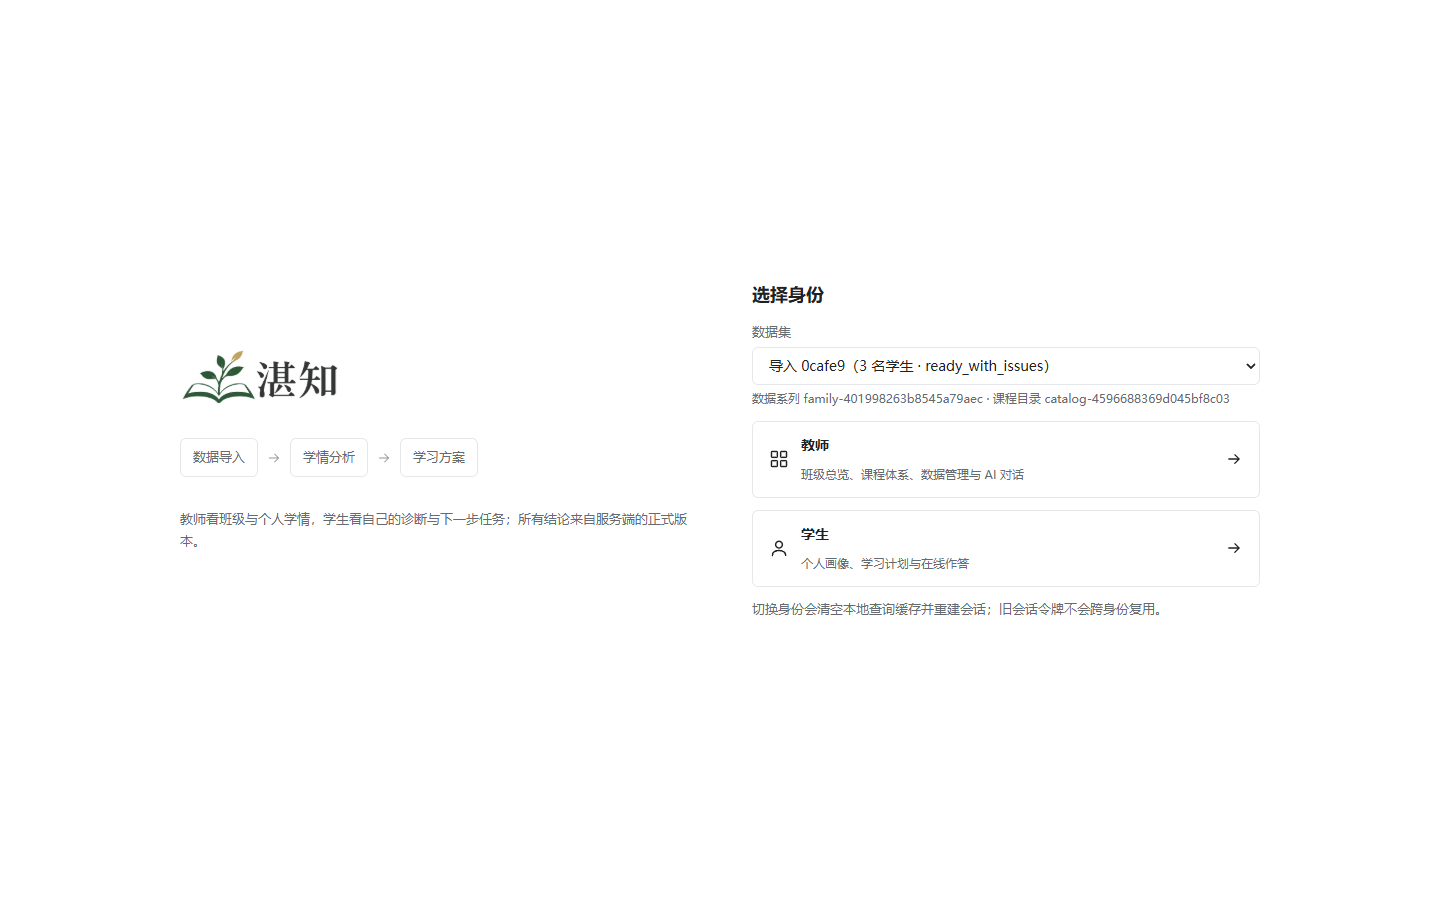 湛知
数据导入 → 学情分析 → 学习方案
教师看班级与个人学情，学生看自己的诊断与下一步任务；所有结论来自服务端的正式版
本。
选择身份
数据集
导入 0cafe9（3 名学生 · ready_with_issues）
数据系列 family-401998263b8545a79aec · 课程目录 catalog-4596688369d045bf8c03
教师
班级总览、课程体系、数据管理与 AI 对话
学生
个人画像、学习计划与在线作答
切换身份会清空本地查询缓存并重建会话；旧会话令牌不会跨身份复用。